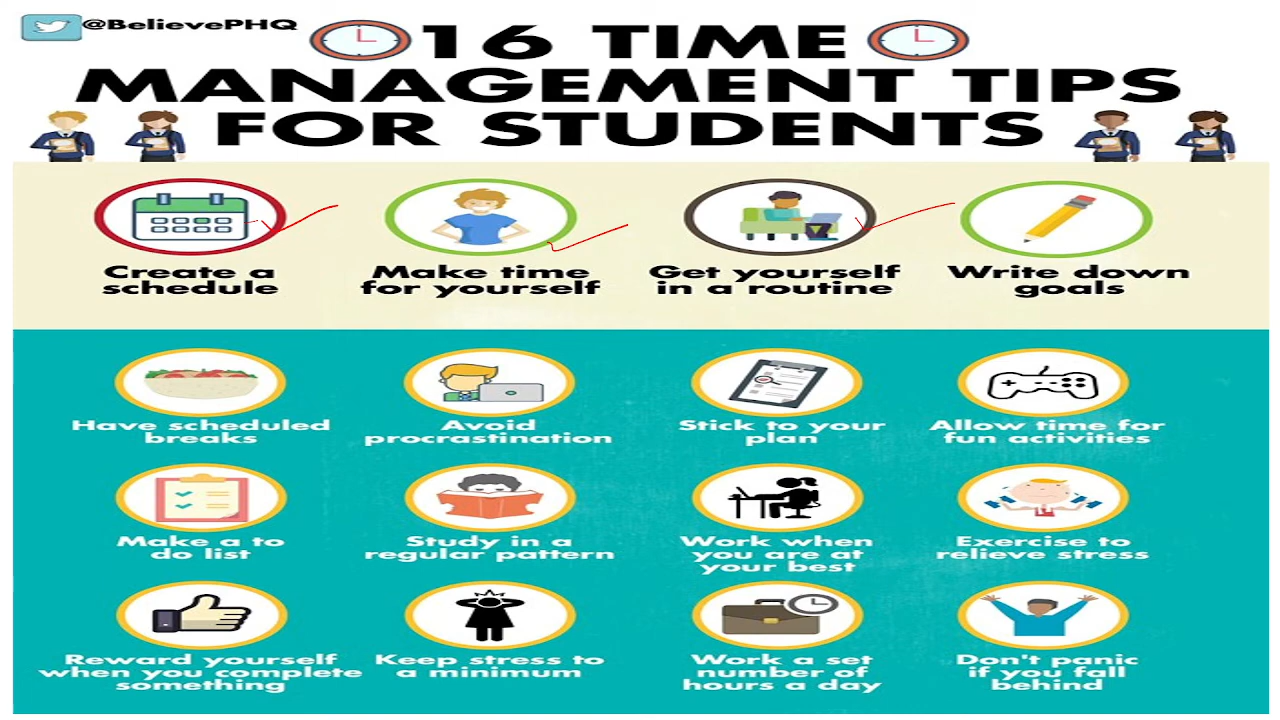 @BelievePHQ
16 TIME
MANAGEMENT TIPS
FOR STUDENTS
Create a
schedule
Make time
for yourself
Get yourself
in a routine
Write down
goals
Have scheduled
breaks
Avoid
procrastination
Stick to your
plan
Allow time for
fun activities
Make a to
do list
Study in a
regular pattern
Work when
you are at
your best
Exercise to
relieve stress
Reward yourself
when you complete
something
Keep stress to
a minimum
Work a set
number of
hours a day
Don't panic
if you fall
behind